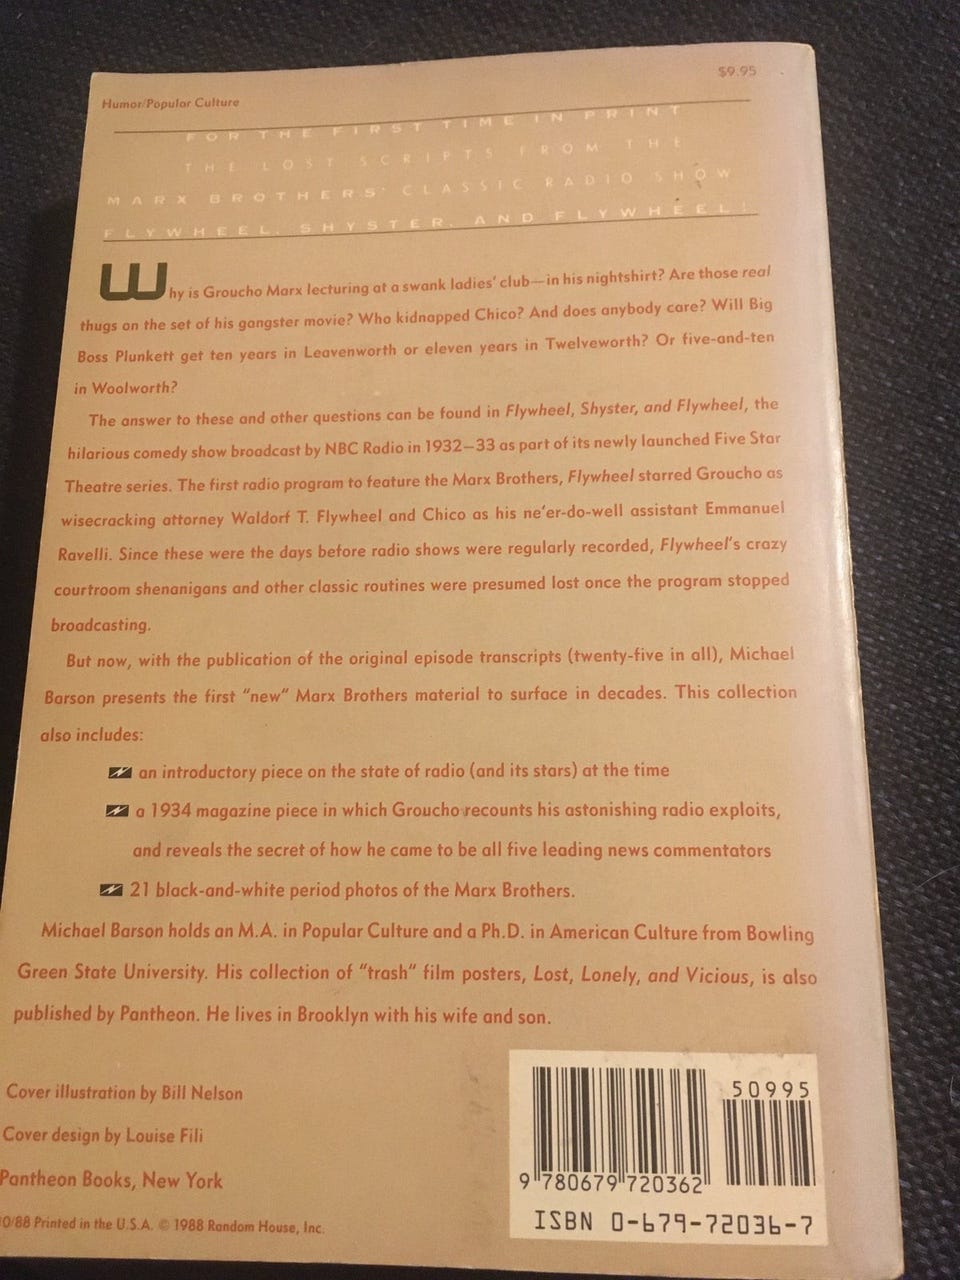 $9.95
Humor/Popular Culture
FOR THE FIRST TIME IN PRINT
THE LOST SCRIPTS FROM THE
MARX BROTHERS' CLASSIC RADIO SHOW
FLYWHEEL, SHYSTER, AND FLYWHEEL!
Why is Groucho Marx lecturing at a swank ladies' club—in his nightshirt? Are those real
thugs on the set of his gangster movie? Who kidnapped Chico? And does anybody care? Will Big
Boss Plunkett get ten years in Leavenworth or eleven years in Twelveworth? Or five-and-ten
in Woolworth?
The answer to these and other questions can be found in Flywheel, Shyster, and Flywheel, the
hilarious comedy show broadcast by NBC Radio in 1932–33 as part of its newly launched Five Star
Theatre series. The first radio program to feature the Marx Brothers, Flywheel starred Groucho as
wisecracking attorney Waldorf T. Flywheel and Chico as his ne'er-do-well assistant Emmanuel
Ravelli. Since these were the days before radio shows were regularly recorded, Flywheel's crazy
courtroom shenanigans and other classic routines were presumed lost once the program stopped
broadcasting.
But now, with the publication of the original episode transcripts (twenty-five in all), Michael
Barson presents the first "new" Marx Brothers material to surface in decades. This collection
also includes:
an introductory piece on the state of radio (and its stars) at the time
a 1934 magazine piece in which Groucho recounts his astonishing radio exploits,
and reveals the secret of how he came to be all five leading news commentators
21 black-and-white period photos of the Marx Brothers.
Michael Barson holds an M.A. in Popular Culture and a Ph.D. in American Culture from Bowling
Green State University. His collection of "trash" film posters, Lost, Lonely, and Vicious, is also
published by Pantheon. He lives in Brooklyn with his wife and son.
Cover illustration by Bill Nelson
Cover design by Louise Fili
Pantheon Books, New York
0/88 Printed in the U.S.A. © 1988 Random House, Inc.
50995
9 780679 720362
ISBN 0-679-72036-7